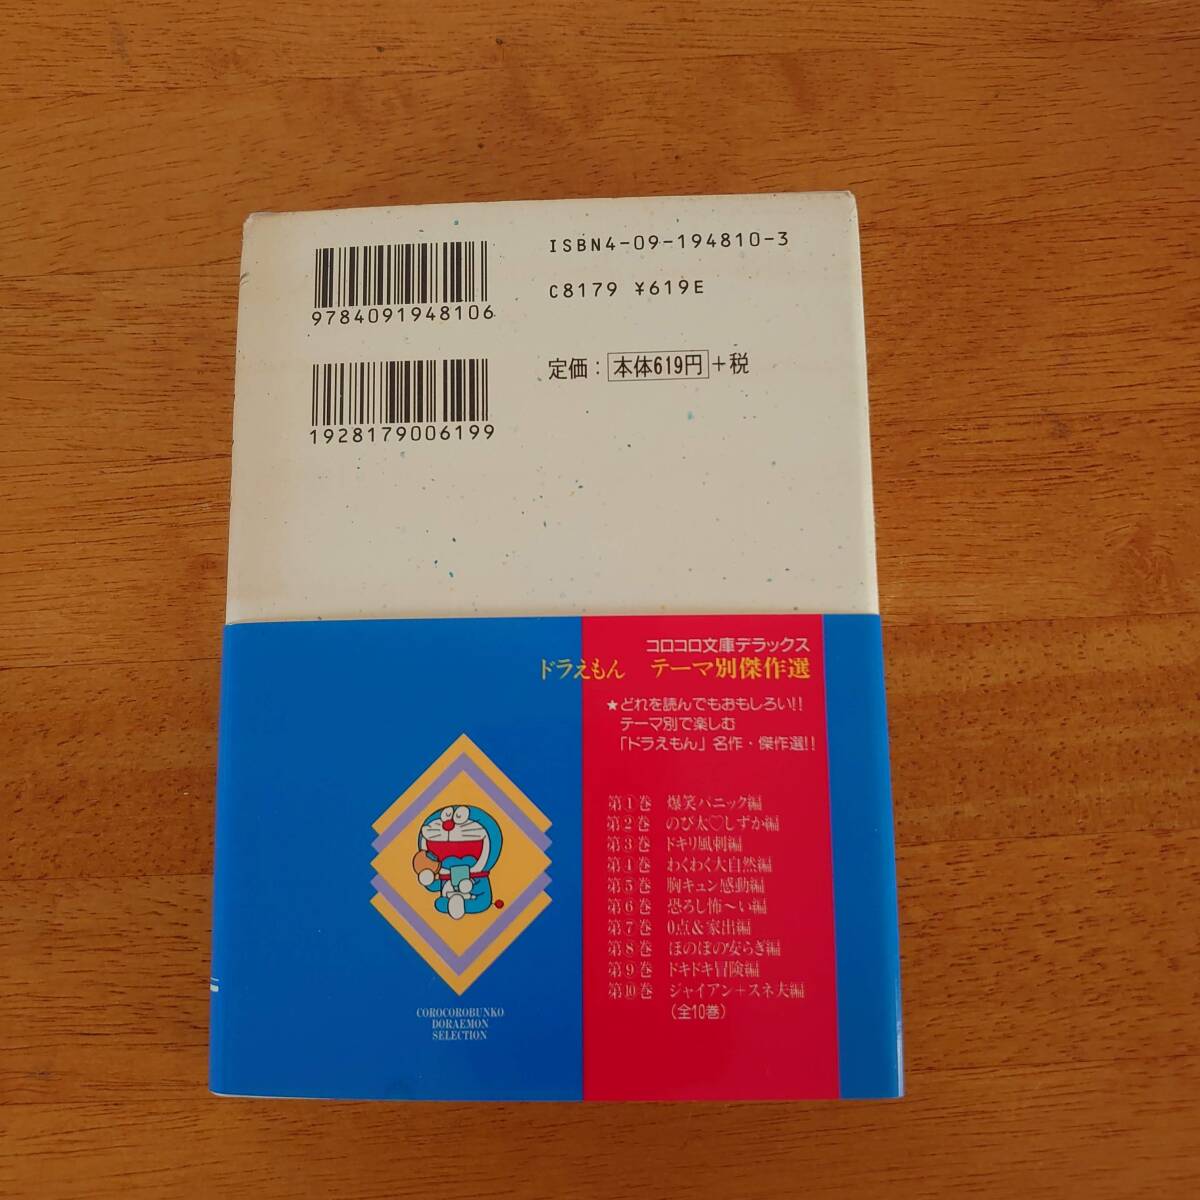 ISBN4-09-194810-3
C8179 ¥619E
9784091948106
定価：本体619円＋税
1928179006199
コロコロ文庫デラックス
ドラえもん テーマ別傑作選
★どれを読んでもおもしろい!!
テーマ別で楽しむ
「ドラえもん」名作・傑作選!!
第①巻 爆笑パニック編
第②巻 のび太♡しずか編
第③巻 ドキリ風刺編
第④巻 わくわく大自然編
第⑤巻 胸キュン感動編
第⑥巻 恐ろし怖〜い編
第⑦巻 0点&家出編
第⑧巻 ほのぼの安らぎ編
第⑨巻 ドキドキ冒険編
第⑩巻 ジャイアン+スネ夫編
（全10巻）
COROCOROBUNKO
DORAEMON
SELECTION